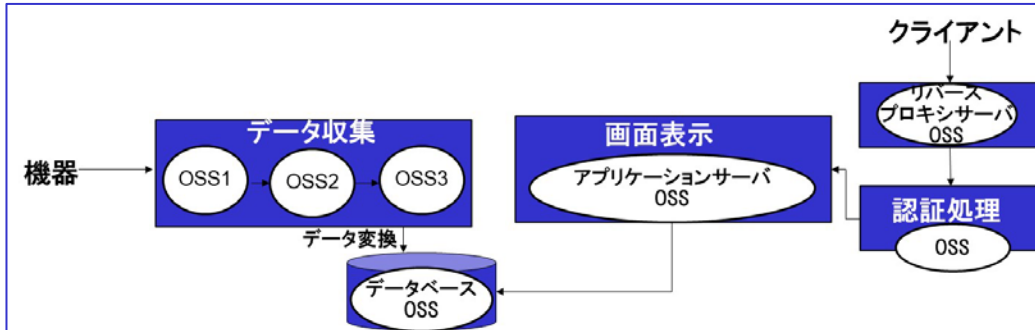 クライアント
リバース
プロキシサーバ
OSS
データ収集
画面表示
機器
OSS1
OSS2
OSS3
アプリケーションサーバ
OSS
認証処理
OSS
データ変換
データベース
OSS